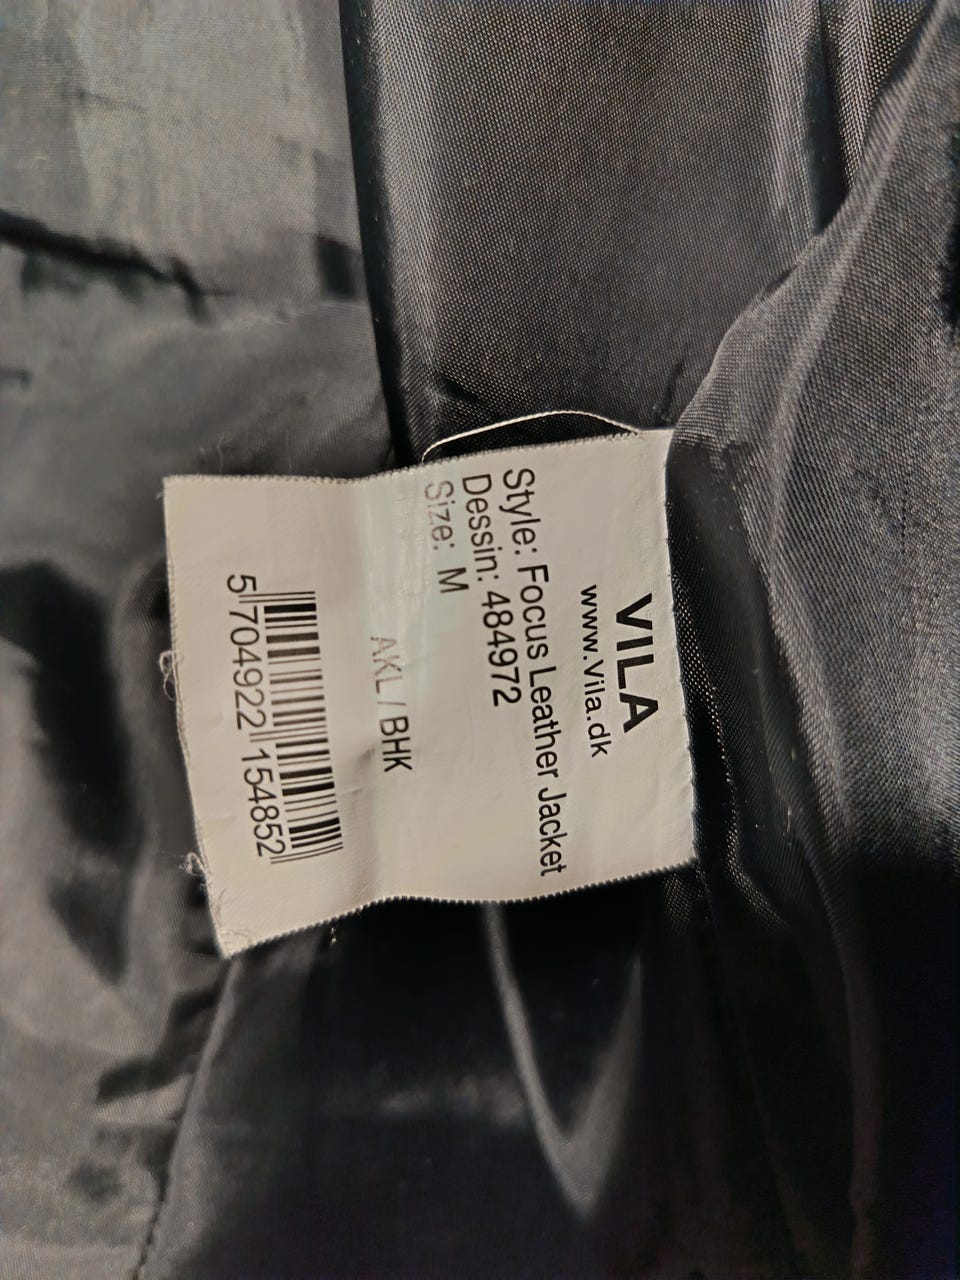 VILA
www.Vila.dk
Style: Focus Leather Jacket
Dessin: 484972
Size: M
AKL / BHK
5 704922 154852